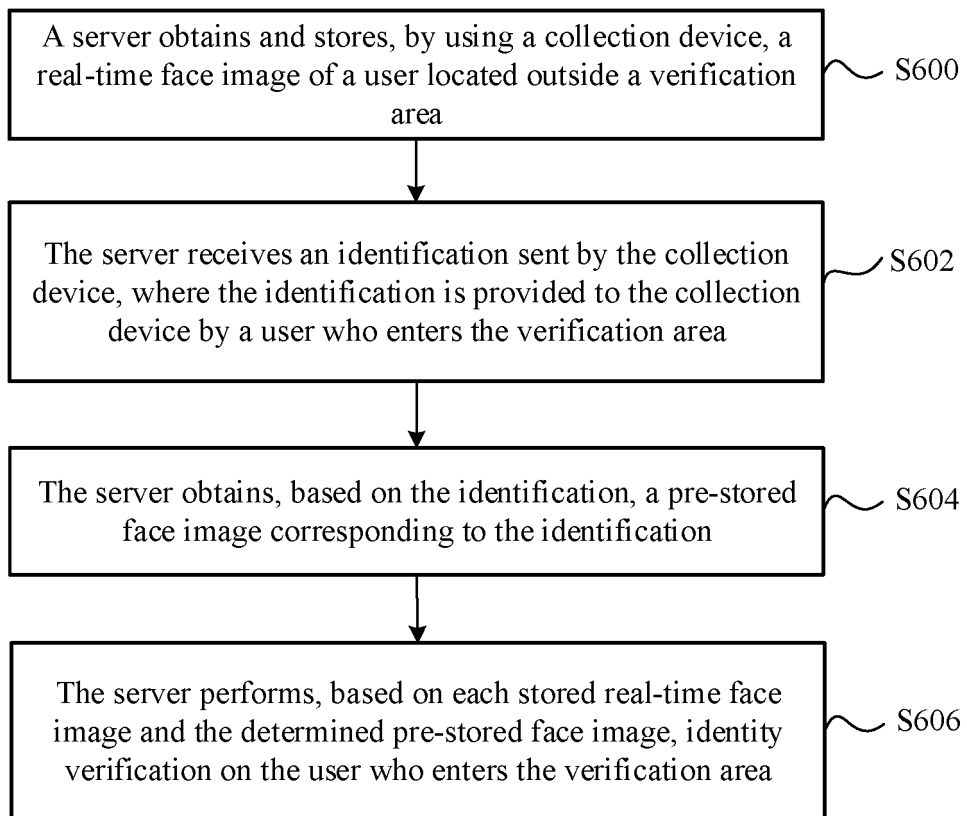 A server obtains and stores, by using a collection device, a
real-time face image of a user located outside a verification
area
S600
The server receives an identification sent by the collection
device, where the identification is provided to the collection
device by a user who enters the verification area
S602
The server obtains, based on the identification, a pre-stored
face image corresponding to the identification
S604
The server performs, based on each stored real-time face
image and the determined pre-stored face image, identity
verification on the user who enters the verification area
S606